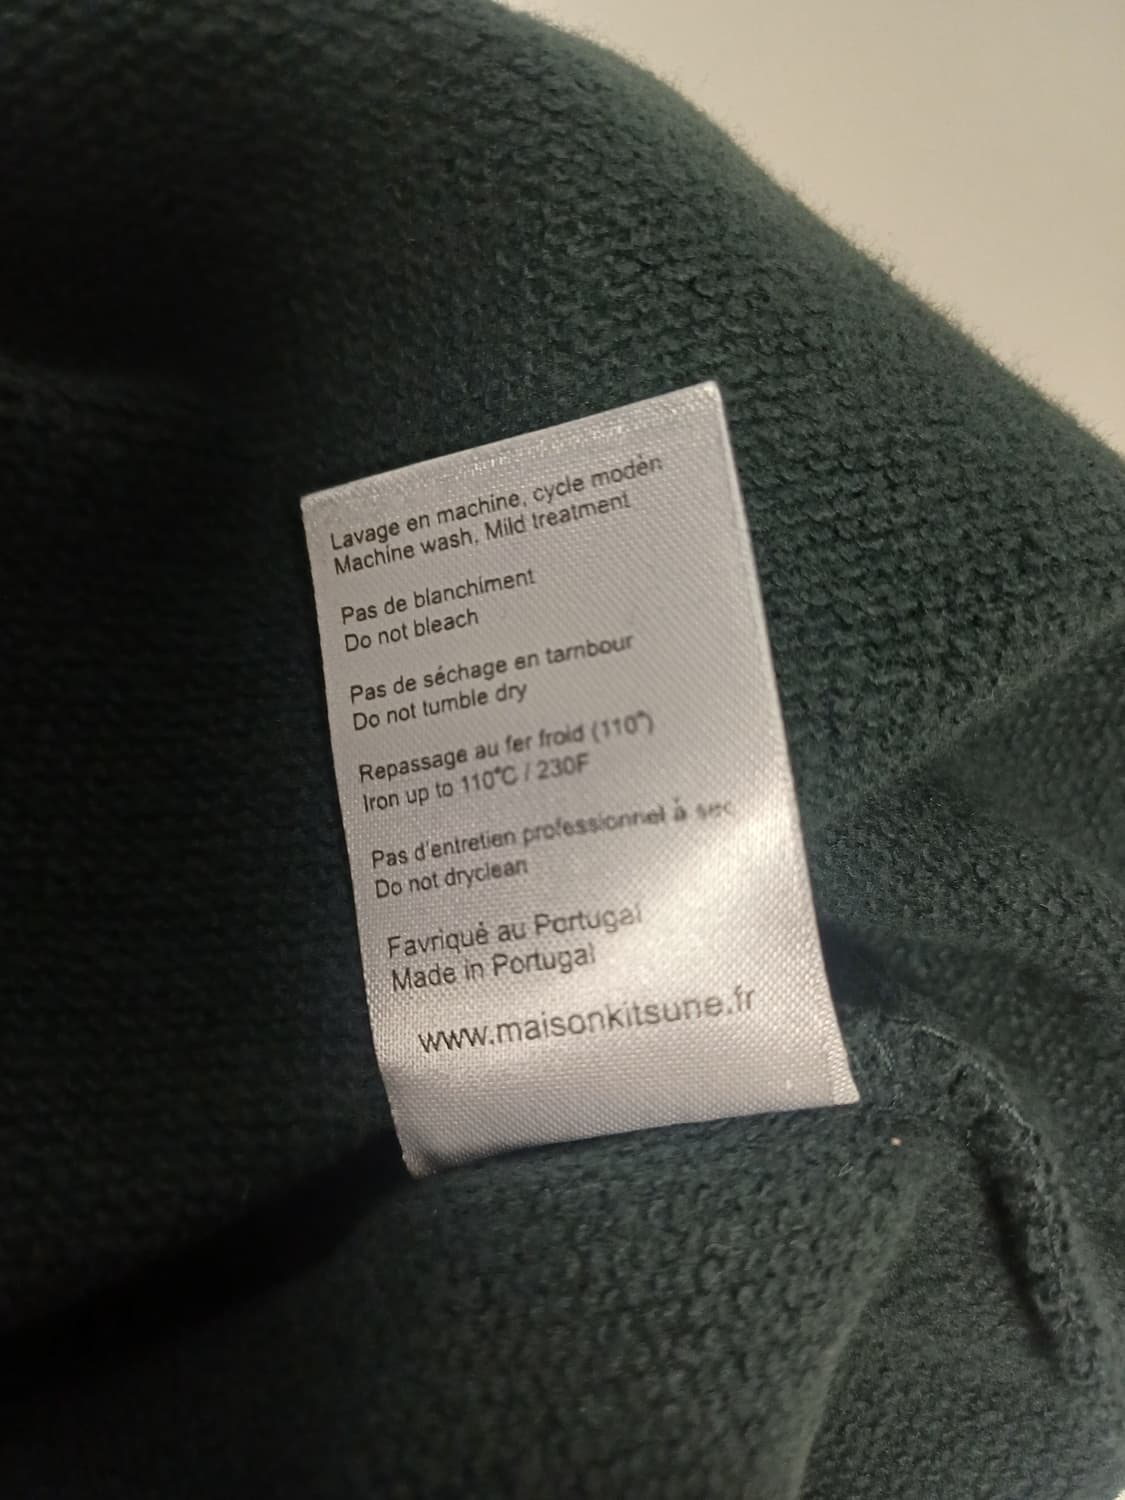 Lavage en machine, cycle modèn
Machine wash, Mild treatment
Pas de blanchiment
Do not bleach
Pas de séchage en tambour
Do not tumble dry
Repassage au fer froid (110°)
Iron up to 110°C / 230F
Pas d'entretien professionnel à sec
Do not dryclean
Favriqué au Portugal
Made in Portugal
www.maisonkitsune.fr